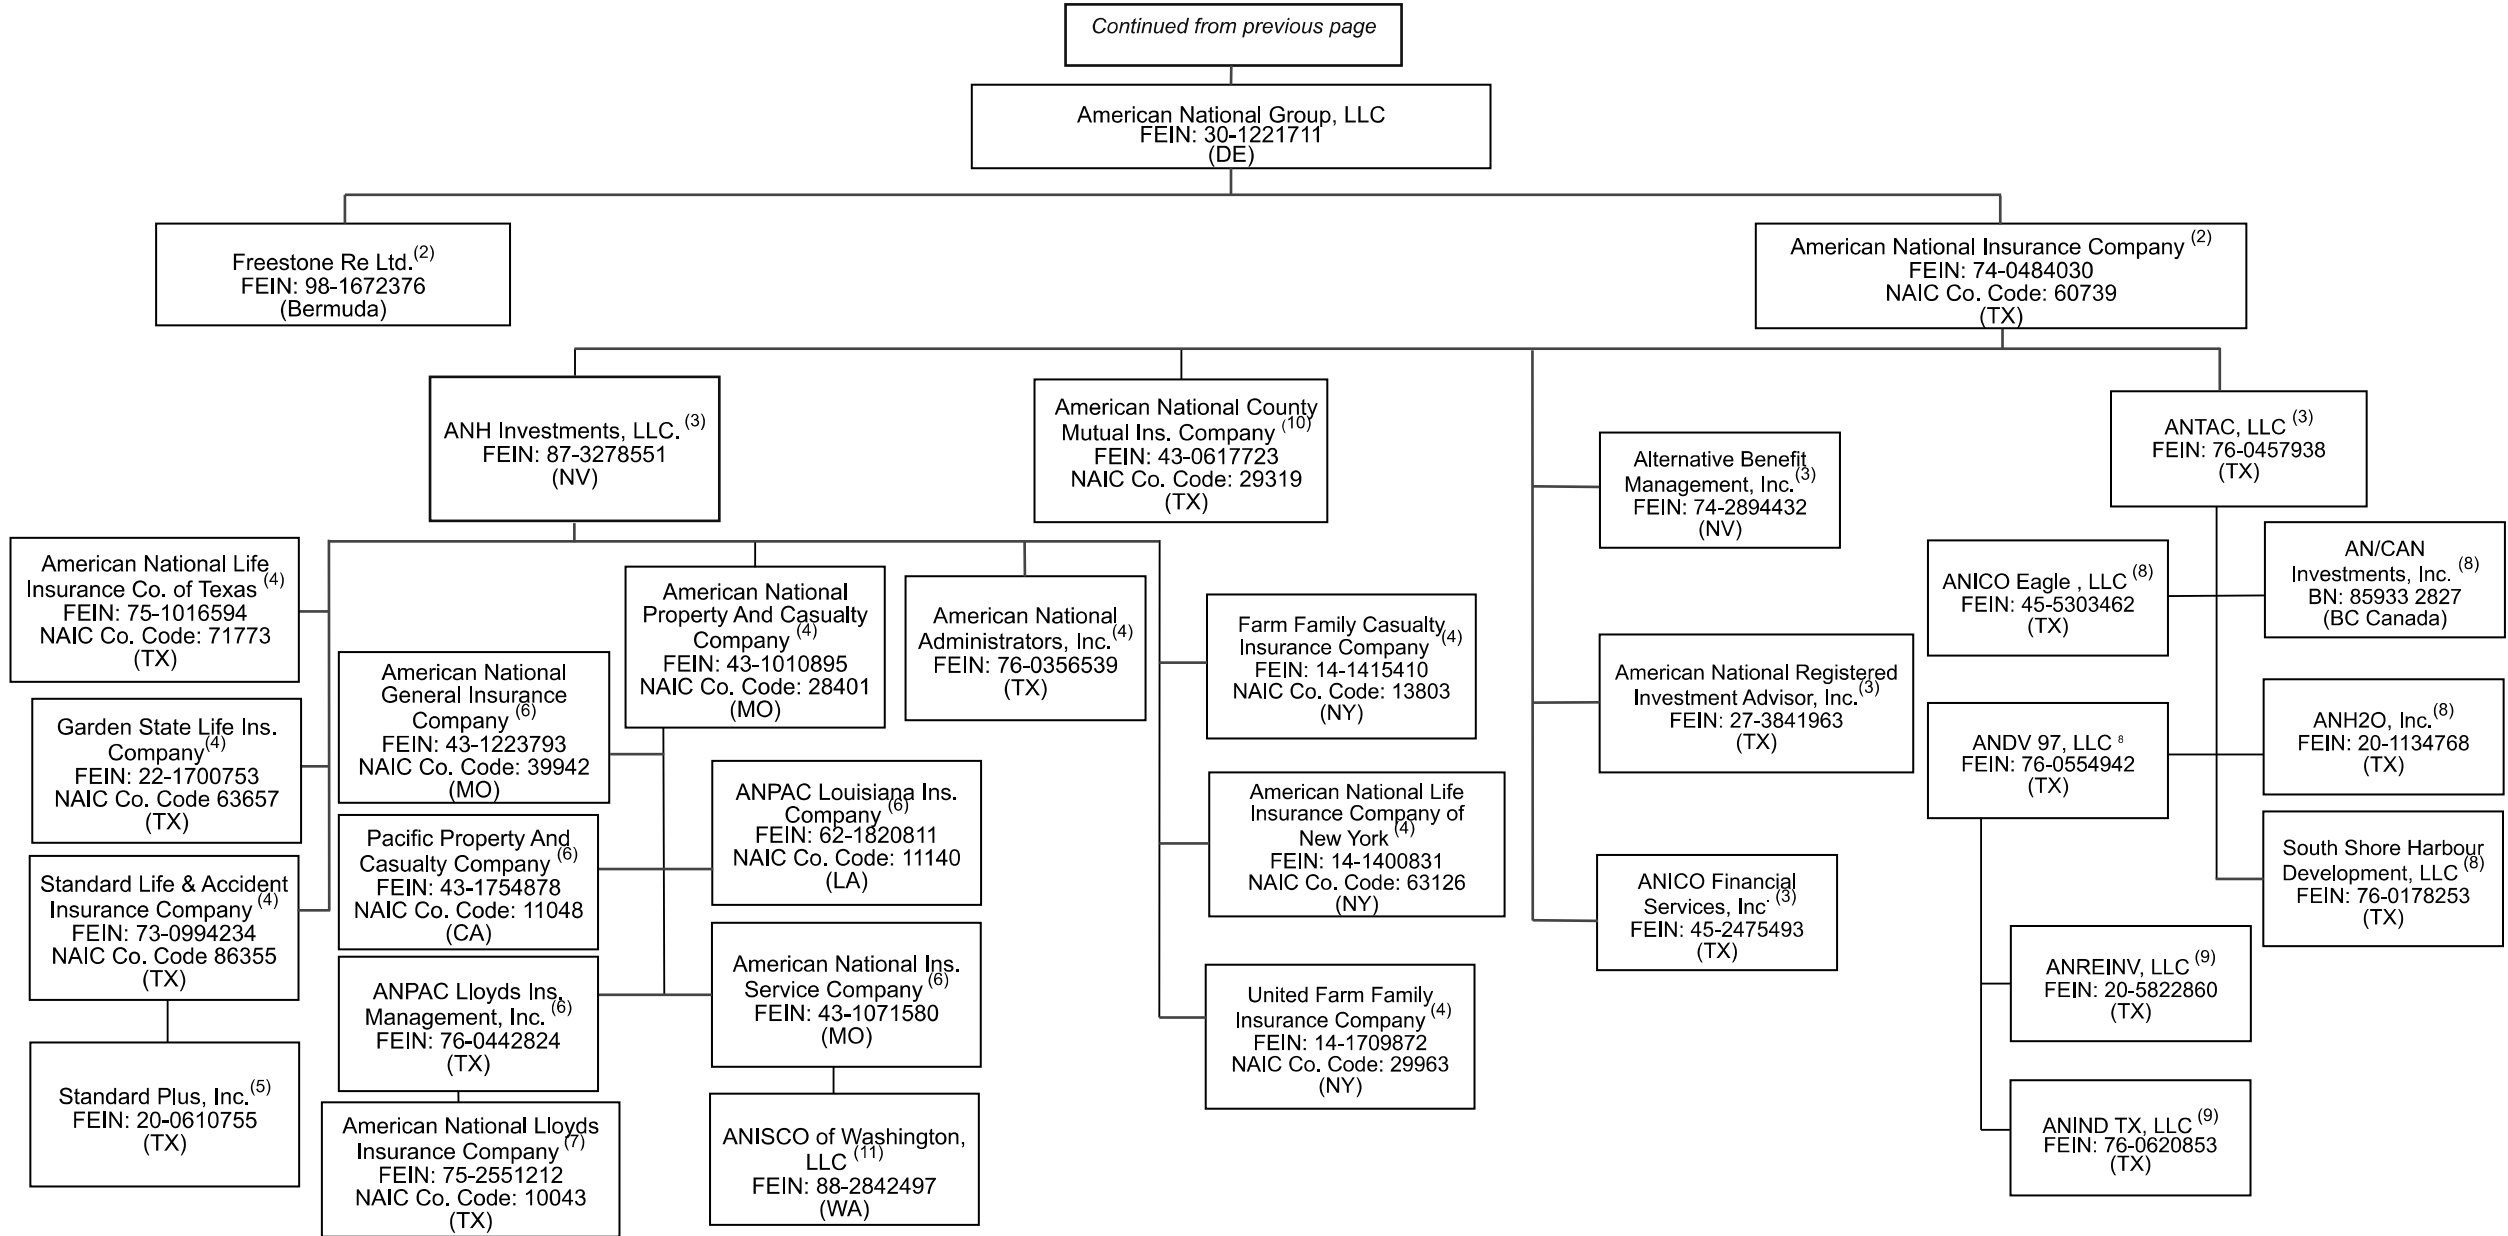 Continued from previous page
American National Group, LLC
FEIN: 30-1221711
(DE)
Freestone Re Ltd.(2)
FEIN: 98-1672376
(Bermuda)
American National Insurance Company (2)
FEIN: 74-0484030
NAIC Co. Code: 60739
(TX)
ANH Investments, LLC. (3)
FEIN: 87-3278551
(NV)
American National County
Mutual Ins. Company (10)
FEIN: 43-0617723
NAIC Co. Code: 29319
(TX)
Alternative Benefit
Management, Inc.(3)
FEIN: 74-2894432
(NV)
ANTAC, LLC (3)
FEIN: 76-0457938
(TX)
American National Life
Insurance Co. of Texas (4)
FEIN: 75-1016594
NAIC Co. Code: 71773
(TX)
American National
General Insurance
Company (6)
FEIN: 43-1223793
NAIC Co. Code: 39942
(MO)
American National
Property And Casualty
Company (4)
FEIN: 43-1010895
NAIC Co. Code: 28401
(MO)
American National
Administrators, Inc.(4)
FEIN: 76-0356539
(TX)
Farm Family Casualty
Insurance Company (4)
FEIN: 14-1415410
NAIC Co. Code: 13803
(NY)
American National Registered
Investment Advisor, Inc.(3)
FEIN: 27-3841963
(TX)
ANICO Eagle , LLC (8)
FEIN: 45-5303462
(TX)
AN/CAN
Investments, Inc. (8)
BN: 85933 2827
(BC Canada)
Garden State Life Ins.
Company(4)
FEIN: 22-1700753
NAIC Co. Code 63657
(TX)
Pacific Property And
Casualty Company (6)
FEIN: 43-1754878
NAIC Co. Code: 11048
(CA)
ANPAC Louisiana Ins.
Company (6)
FEIN: 62-1820811
NAIC Co. Code: 11140
(LA)
American National Life
Insurance Company of
New York (4)
FEIN: 14-1400831
NAIC Co. Code: 63126
(NY)
ANICO Financial
Services, Inc. (3)
FEIN: 45-2475493
(TX)
ANDV 97, LLC 8
FEIN: 76-0554942
(TX)
ANH2O, Inc.(8)
FEIN: 20-1134768
(TX)
South Shore Harbour
Development, LLC (8)
FEIN: 76-0178253
(TX)
Standard Life & Accident
Insurance Company (4)
FEIN: 73-0994234
NAIC Co. Code 86355
(TX)
ANPAC Lloyds Ins.
Management, Inc. (6)
FEIN: 76-0442824
(TX)
American National Ins.
Service Company (6)
FEIN: 43-1071580
(MO)
United Farm Family
Insurance Company (4)
FEIN: 14-1709872
NAIC Co. Code: 29963
(NY)
ANREINV, LLC (9)
FEIN: 20-5822860
(TX)
Standard Plus, Inc.(5)
FEIN: 20-0610755
(TX)
American National Lloyds
Insurance Company (7)
FEIN: 75-2551212
NAIC Co. Code: 10043
(TX)
ANISCO of Washington,
LLC (11)
FEIN: 88-2842497
(WA)
ANIND TX, LLC (9)
FEIN: 76-0620853
(TX)